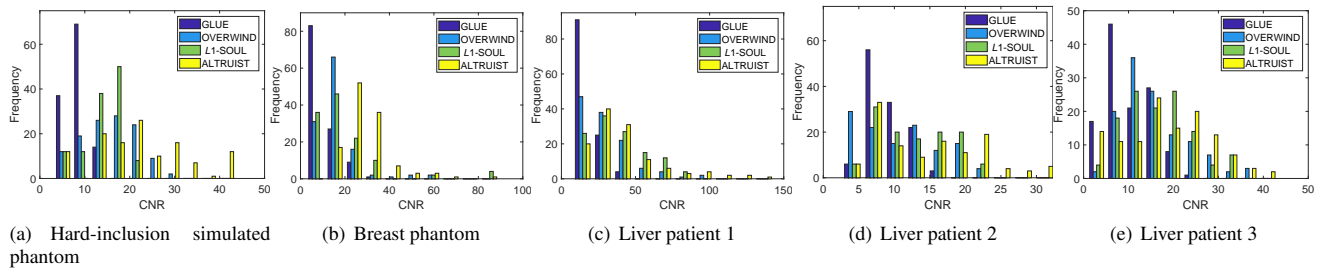 GLUE
OVERWIND
L1-SOUL
ALTRUIST
Frequency
60
40
20
0
0 10 20 30 40 50
CNR
(a) Hard-inclusion simulated
phantom
GLUE
OVERWIND
L1-SOUL
ALTRUIST
Frequency
80
60
40
20
0
0 20 40 60 80 100
CNR
(b) Breast phantom
GLUE
OVERWIND
L1-SOUL
ALTRUIST
Frequency
80
60
40
20
0
0 50 100 150
CNR
(c) Liver patient 1
GLUE
OVERWIND
L1-SOUL
ALTRUIST
Frequency
60
40
20
0
0 5 10 15 20 25 30
CNR
(d) Liver patient 2
GLUE
OVERWIND
L1-SOUL
ALTRUIST
Frequency
50
40
30
20
10
0
0 10 20 30 40 50
CNR
(e) Liver patient 3